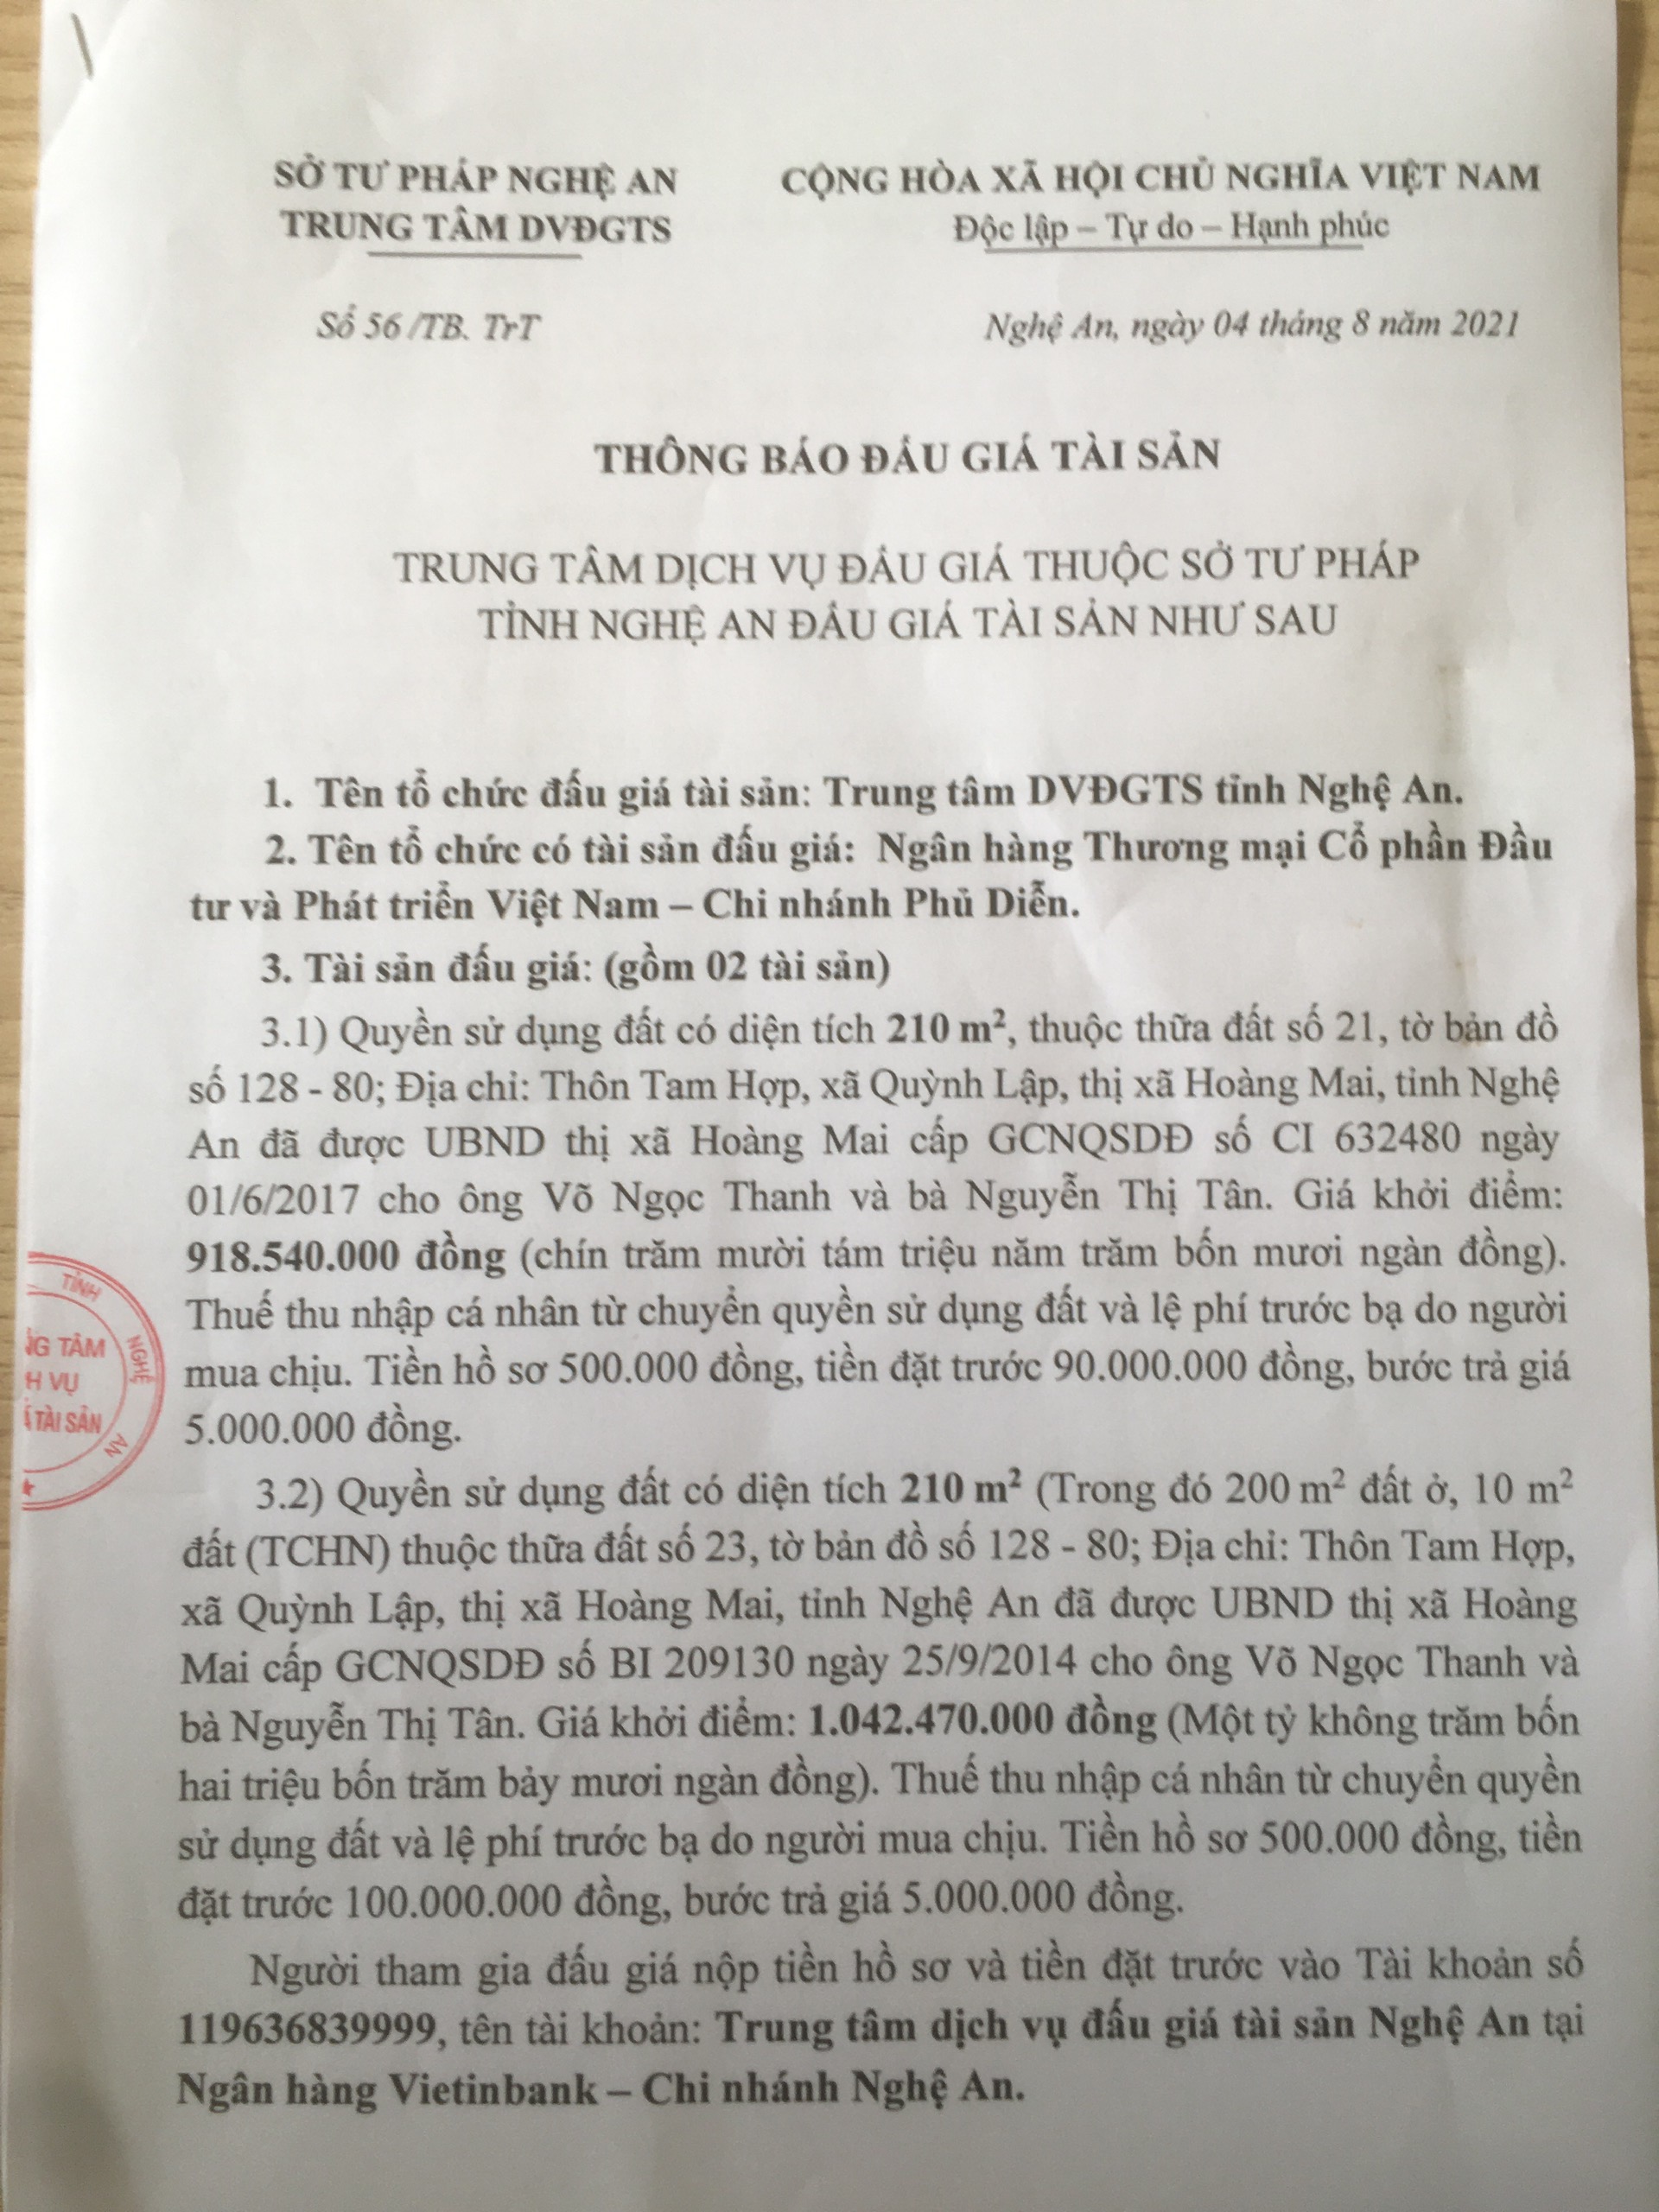 SỞ TƯ PHÁP NGHỆ AN
TRUNG TÂM DVĐGTS
CỘNG HÒA XÃ HỘI CHỦ NGHĨA VIỆT NAM
Độc lập – Tự do – Hạnh phúc
Số 56 /TB. TrT
Nghệ An, ngày 04 tháng 8 năm 2021
THÔNG BÁO ĐẤU GIÁ TÀI SẢN
TRUNG TÂM DỊCH VỤ ĐẤU GIÁ THUỘC SỞ TƯ PHÁP
TỈNH NGHỆ AN ĐẤU GIÁ TÀI SẢN NHƯ SAU
1. Tên tổ chức đấu giá tài sản: Trung tâm DVĐGTS tỉnh Nghệ An.
2. Tên tổ chức có tài sản đấu giá: Ngân hàng Thương mại Cổ phần Đầu
tư và Phát triển Việt Nam – Chi nhánh Phủ Diễn.
3. Tài sản đấu giá: (gồm 02 tài sản)
3.1) Quyền sử dụng đất có diện tích 210 m², thuộc thữa đất số 21, tờ bản đồ
số 128 - 80; Địa chỉ: Thôn Tam Hợp, xã Quỳnh Lập, thị xã Hoàng Mai, tỉnh Nghệ
An đã được UBND thị xã Hoàng Mai cấp GCNQSDĐ số CI 632480 ngày
01/6/2017 cho ông Võ Ngọc Thanh và bà Nguyễn Thị Tân. Giá khởi điểm:
918.540.000 đồng (chín trăm mười tám triệu năm trăm bốn mươi ngàn đồng).
Thuế thu nhập cá nhân từ chuyển quyền sử dụng đất và lệ phí trước bạ do người
mua chịu. Tiền hồ sơ 500.000 đồng, tiền đặt trước 90.000.000 đồng, bước trả giá
5.000.000 đồng.
3.2) Quyền sử dụng đất có diện tích 210 m² (Trong đó 200 m² đất ở, 10 m²
đất (TCHN) thuộc thữa đất số 23, tờ bản đồ số 128 - 80; Địa chỉ: Thôn Tam Hợp,
xã Quỳnh Lập, thị xã Hoàng Mai, tỉnh Nghệ An đã được UBND thị xã Hoàng
Mai cấp GCNQSDĐ số BI 209130 ngày 25/9/2014 cho ông Võ Ngọc Thanh và
bà Nguyễn Thị Tân. Giá khởi điểm: 1.042.470.000 đồng (Một tỷ không trăm bốn
hai triệu bốn trăm bảy mươi ngàn đồng). Thuế thu nhập cá nhân từ chuyển quyền
sử dụng đất và lệ phí trước bạ do người mua chịu. Tiền hồ sơ 500.000 đồng, tiền
đặt trước 100.000.000 đồng, bước trả giá 5.000.000 đồng.
Người tham gia đấu giá nộp tiền hồ sơ và tiền đặt trước vào Tài khoản số
119636839999, tên tài khoản: Trung tâm dịch vụ đấu giá tài sản Nghệ An tại
Ngân hàng Vietinbank – Chi nhánh Nghệ An.
TỈNH NGHỆ AN
TÂM
VỤ
TÀI SẢN